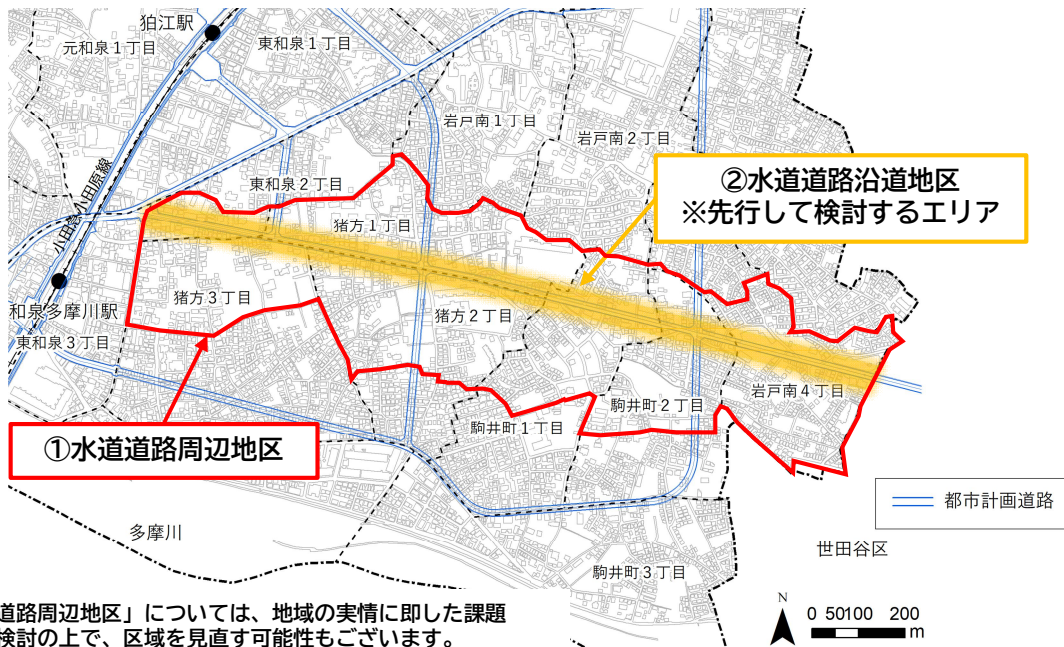 狛江駅
元和泉1丁目
東和泉1丁目
岩戸南1丁目
岩戸南2丁目
小田急小田原線
②水道道路沿道地区
※先行して検討するエリア
東和泉2丁目
猪方1丁目
猪方3丁目
和泉多摩川駅
猪方2丁目
東和泉3丁目
岩戸南4丁目
駒井町2丁目
駒井町1丁目
①水道道路周辺地区
都市計画道路
多摩川
世田谷区
駒井町3丁目
道路周辺地区」については、地域の実情に即した課題
検討の上で、区域を見直す可能性もございます。
N
0 50100 200
m